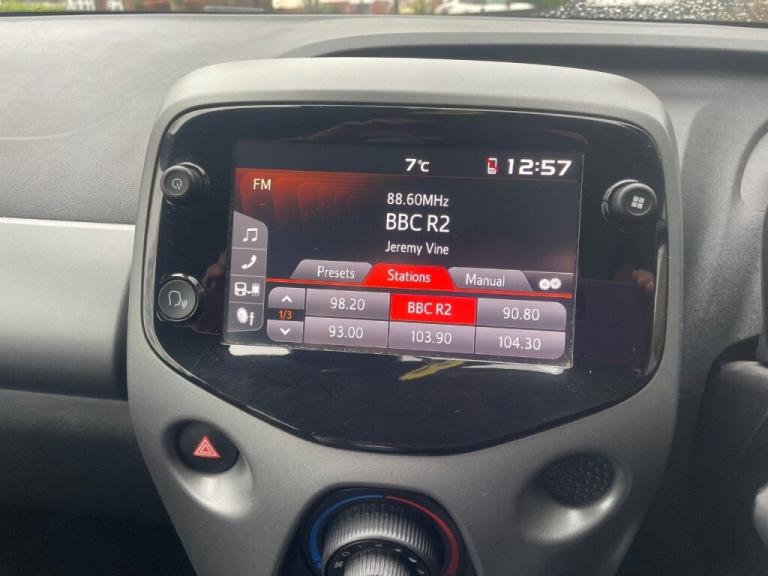 7°C 12:57
FM
88.60MHz
BBC R2
Jeremy Vine
Presets Stations Manual
98.20 BBC R2 90.80
1/3
93.00 103.90 104.30